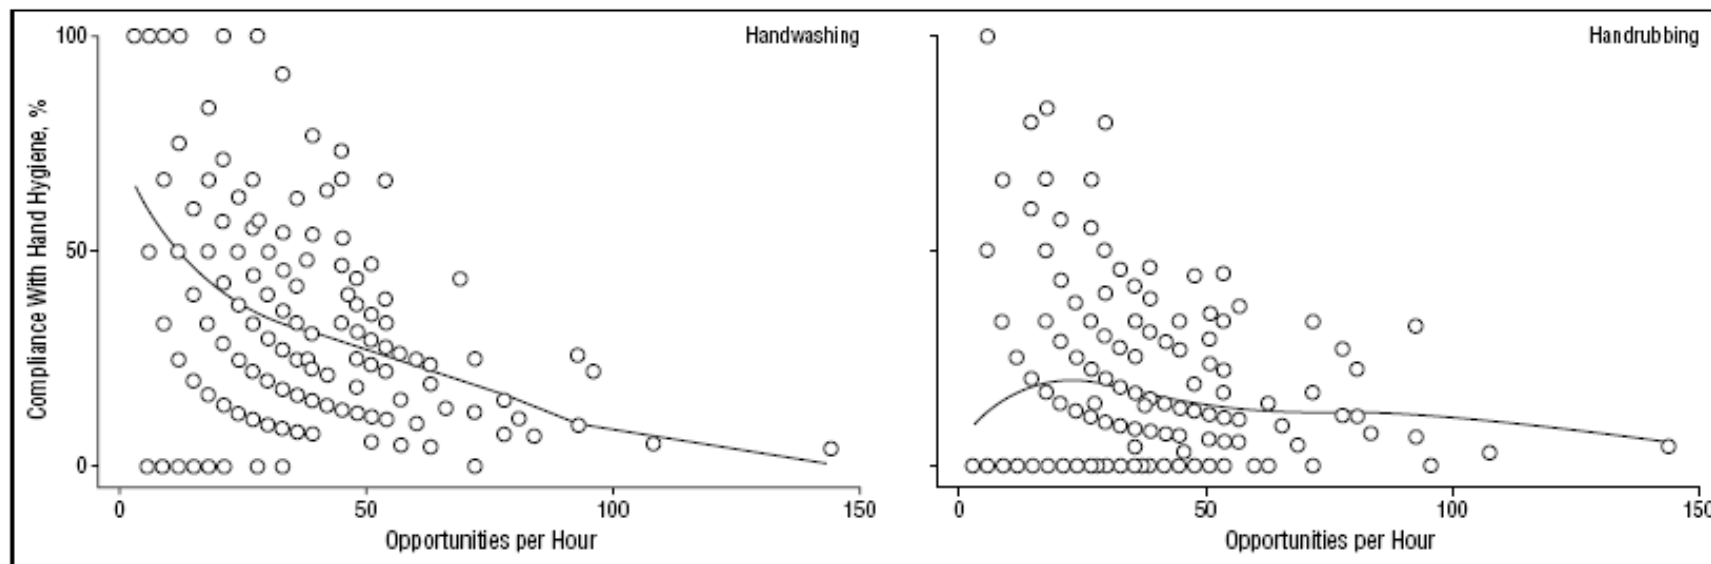 Handwashing
Compliance With Hand Hygiene, %
100
50
0
0 50 100 150
Opportunities per Hour
Handrubbing
0 50 100 150
Opportunities per Hour